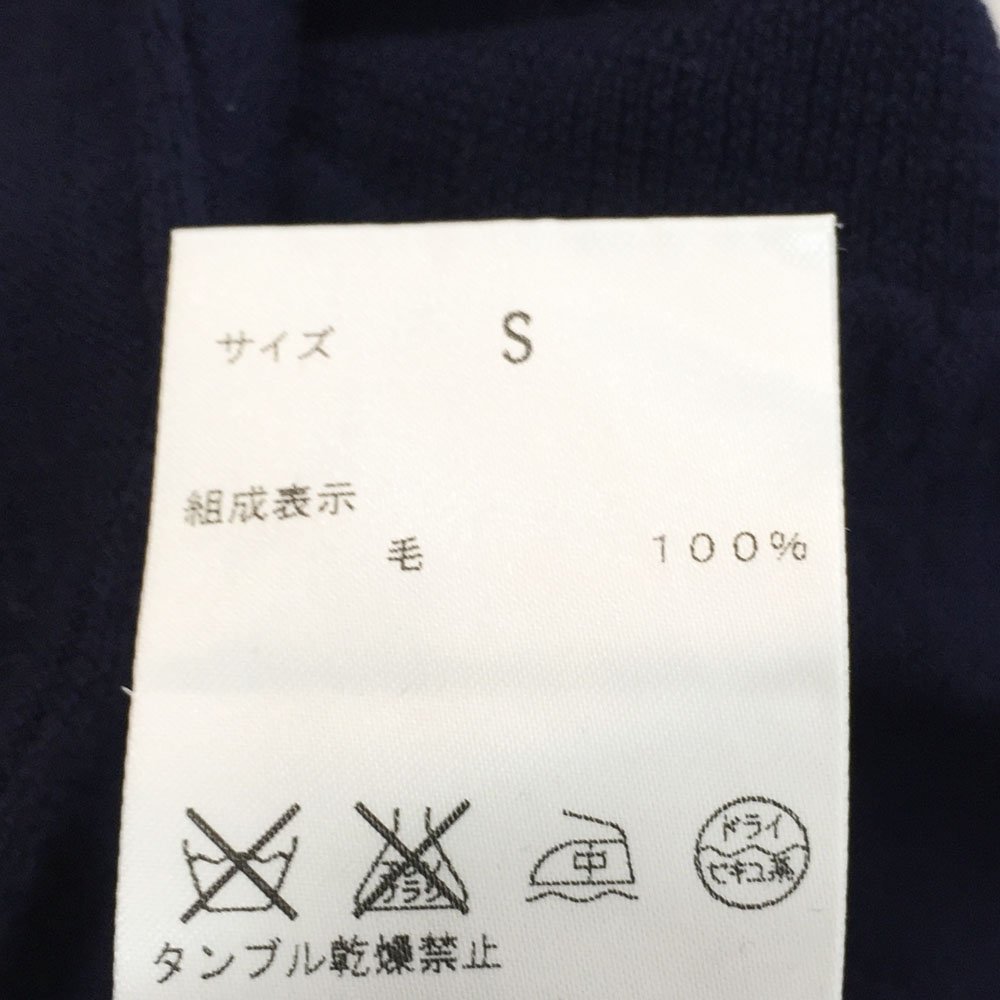 サイズ S
組成表示
毛 100%
中 ドライ
セキユ系
タンブル乾燥禁止